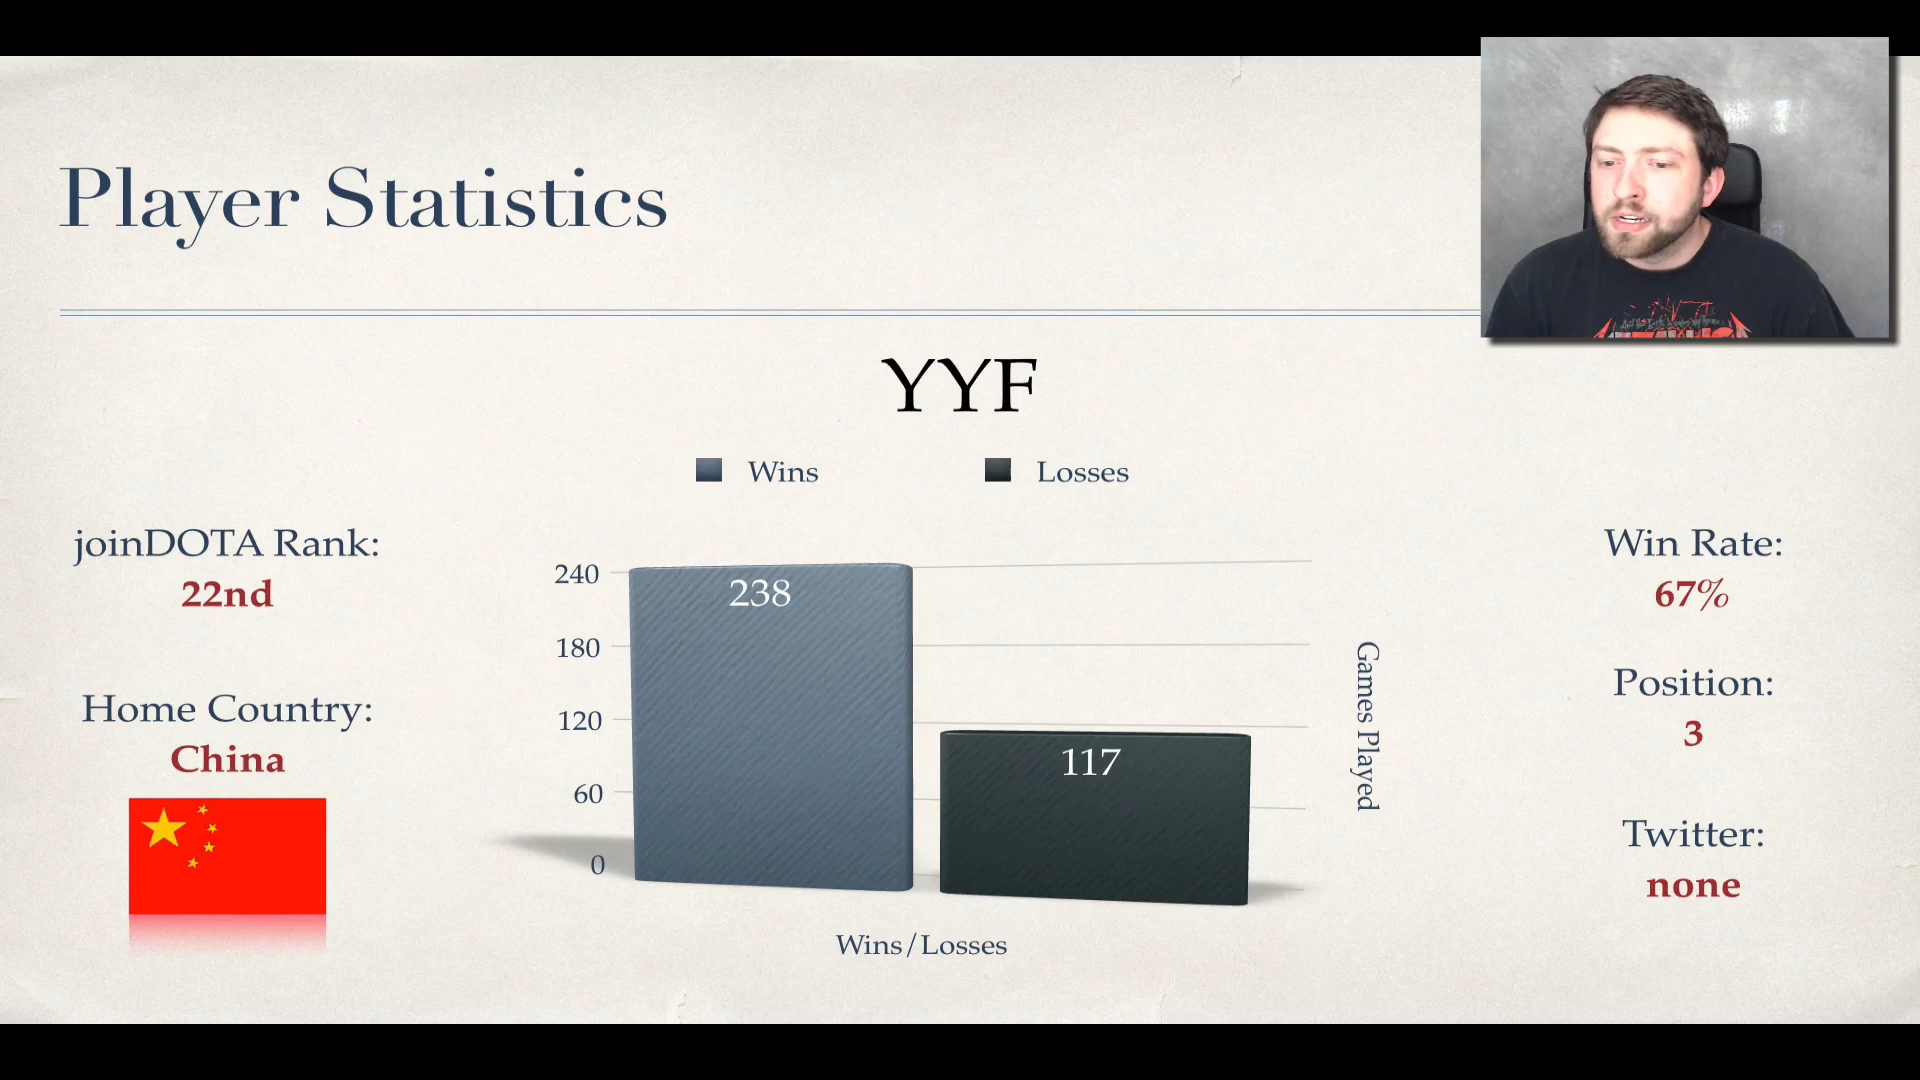 Player Statistics
YYF
Wins
Losses
joinDOTA Rank:
22nd
Home Country:
China
240
180
120
60
0
238
117
Games Played
Wins/Losses
Win Rate:
67%
Position:
3
Twitter:
none